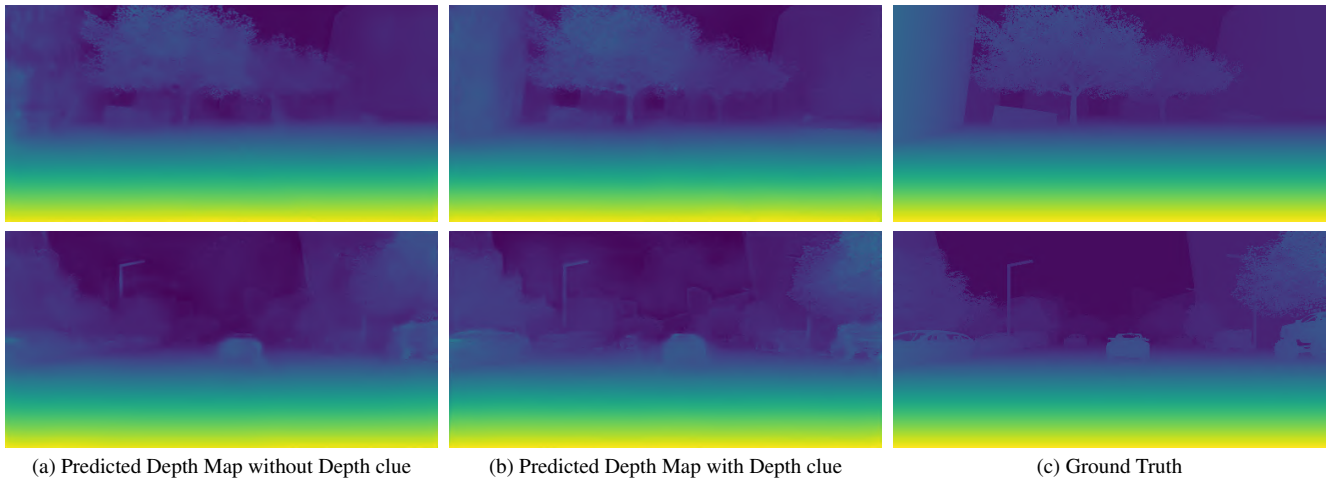 (a) Predicted Depth Map without Depth clue
(b) Predicted Depth Map with Depth clue
(c) Ground Truth